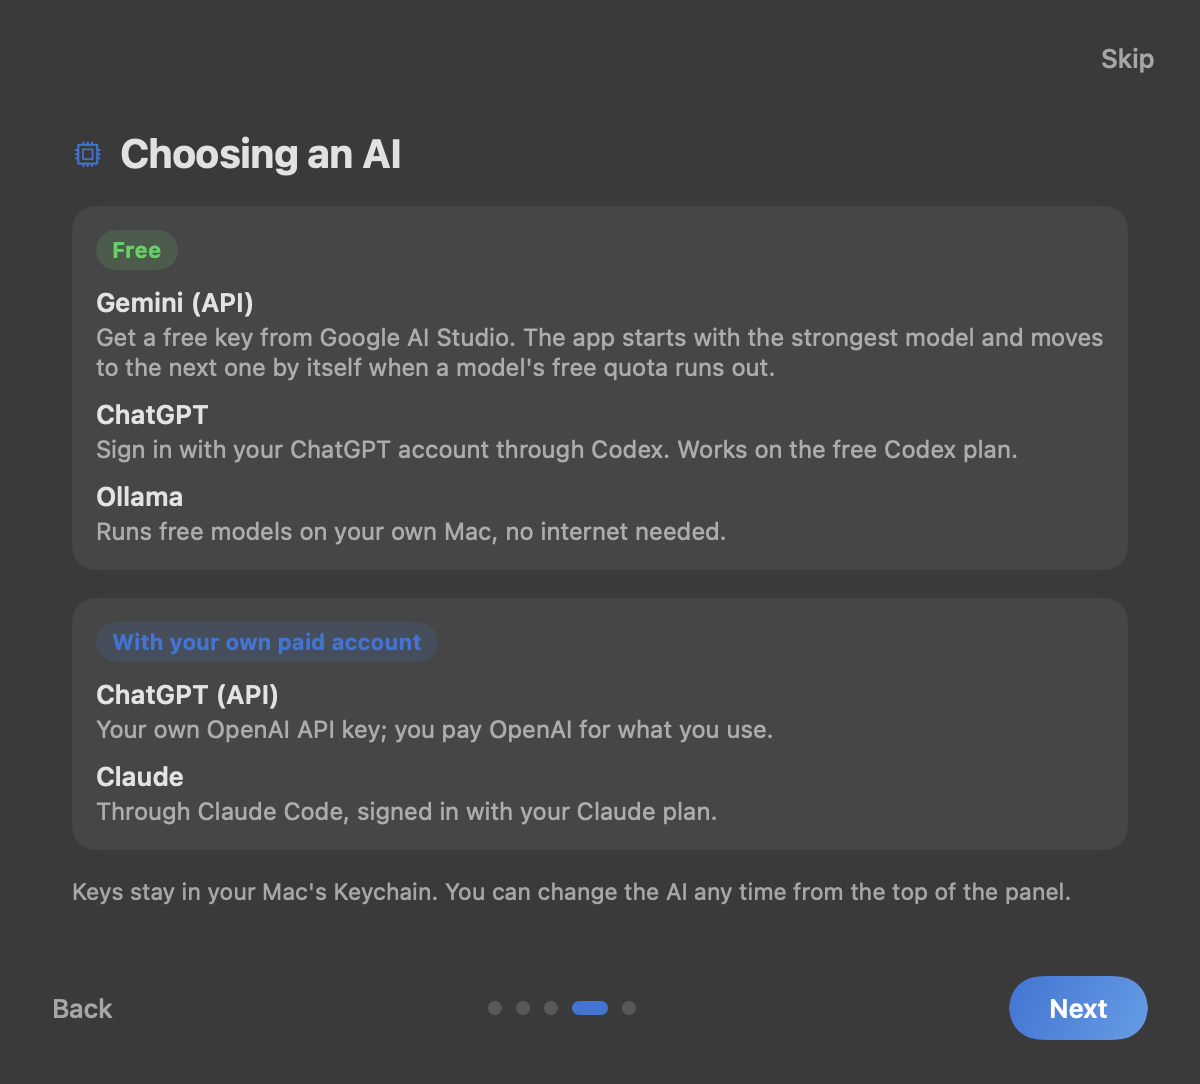 Skip
Choosing an AI
Free
Gemini (API)
Get a free key from Google AI Studio. The app starts with the strongest model and moves
to the next one by itself when a model's free quota runs out.
ChatGPT
Sign in with your ChatGPT account through Codex. Works on the free Codex plan.
Ollama
Runs free models on your own Mac, no internet needed.
With your own paid account
ChatGPT (API)
Your own OpenAI API key; you pay OpenAI for what you use.
Claude
Through Claude Code, signed in with your Claude plan.
Keys stay in your Mac's Keychain. You can change the AI any time from the top of the panel.
Back
Next